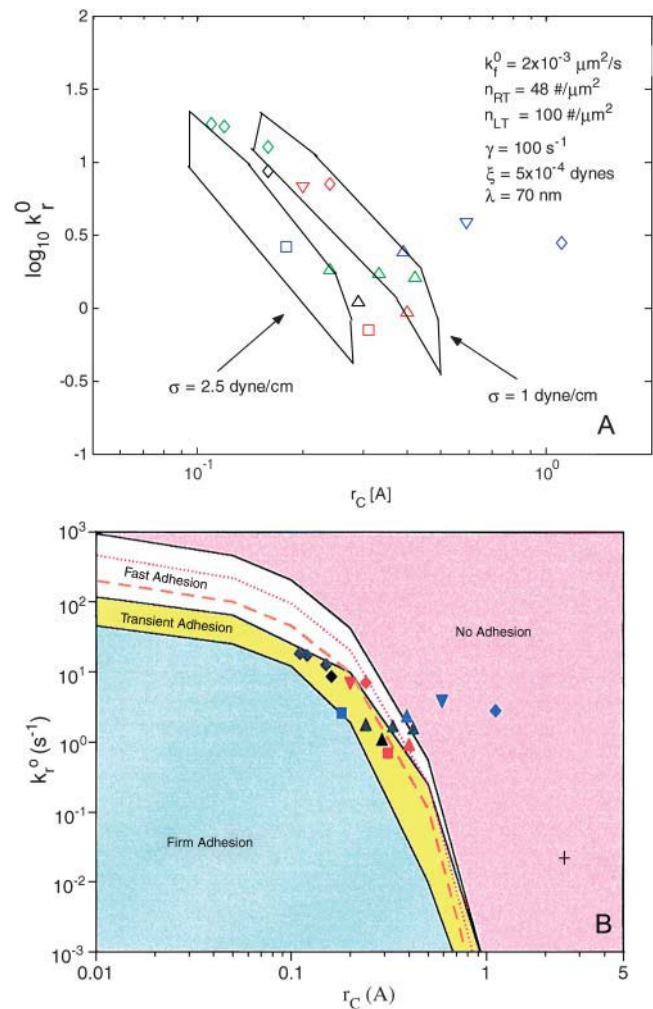 2
1.5
1
0.5
0
-0.5
-1
log₁₀ k⁰ᵣ
k⁰f = 2x10⁻³ μm²/s
nRT = 48 #/μm²
nLT = 100 #/μm²
γ = 100 s⁻¹
ξ = 5x10⁻⁴ dynes
λ = 70 nm
σ = 2.5 dyne/cm
σ = 1 dyne/cm
A
10⁻¹
10⁰
rC [A]
10³
10²
10¹
10⁰
10⁻¹
10⁻²
10⁻³
kᵣᵒ (s⁻¹)
Fast Adhesion
Transient Adhesion
No Adhesion
Firm Adhesion
B
0.01
0.1
1
5
rC (A)